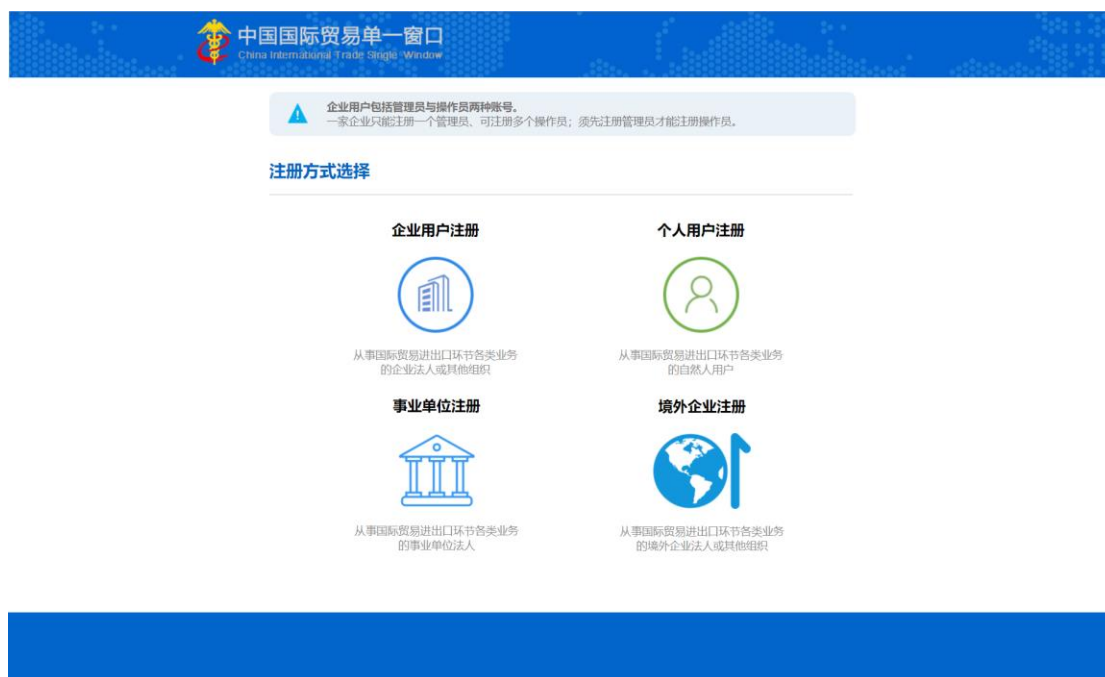 中国国际贸易单一窗口
China International Trade Single Window
企业用户包括管理员与操作员两种账号。
一家企业只能注册一个管理员、可注册多个操作员；须先注册管理员才能注册操作员。
注册方式选择
企业用户注册
从事国际贸易进出口环节各类业务
的企业法人或其他组织
个人用户注册
从事国际贸易进出口环节各类业务
的自然人用户
事业单位注册
从事国际贸易进出口环节各类业务
的事业单位法人
境外企业注册
从事国际贸易进出口环节各类业务
的境外企业法人或其他组织